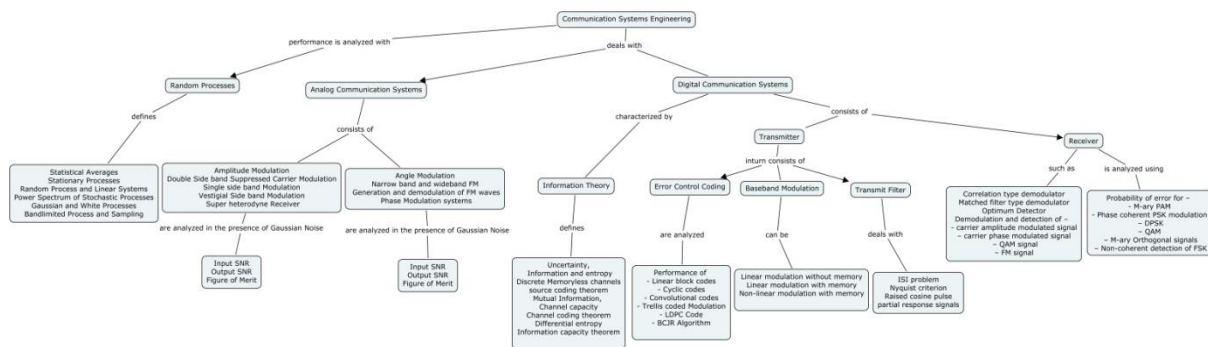 Communication Systems Engineering
performance is analyzed with
deals with
Random Processes
Analog Communication Systems
Digital Communication Systems
defines
consists of
characterized by
consists of
Transmitter
Receiver
inturn consists of
such as
is analyzed using
Statistical Averages
Stationary Processes
Random Process and Linear Systems
Power Spectrum of Stochastic Processes
Gaussian and White Processes
Bandlimited Process and Sampling
Amplitude Modulation
Double Side band Suppressed Carrier Modulation
Single side band Modulation
Vestigial Side band Modulation
Super heterodyne Receiver
Angle Modulation
Narrow band and wideband FM
Generation and demodulation of FM waves
Phase Modulation systems
Information Theory
Error Control Coding
Baseband Modulation
Transmit Filter
Correlation type demodulator
Matched filter type demodulator
Optimum Detector
Demodulation and detection of –
- carrier amplitude modulated signal
– carrier phase modulated signal
– QAM signal
– FM signal
Probability of error for –
- M-ary PAM
- Phase coherent PSK modulation
- DPSK
- QAM
- M-ary Orthogonal signals
- Non-coherent detection of FSK
are analyzed in the presence of Gaussian Noise
are analyzed in the presence of Gaussian Noise
defines
are analyzed
can be
deals with
Input SNR
Output SNR
Figure of Merit
Input SNR
Output SNR
Figure of Merit
Uncertainty,
Information and entropy
Discrete Memoryless channels
source coding theorem
Mutual Information,
Channel capacity
Channel coding theorem
Differential entropy
Information capacity theorem
Performance of
- Linear block codes
- Cyclic codes
- Convolutional codes
- Trellis coded Modulation
- LDPC Code
- BCJR Algorithm
Linear modulation without memory
Linear modulation with memory
Non-linear modulation with memory
ISI problem
Nyquist criterion
Raised cosine pulse
partial response signals